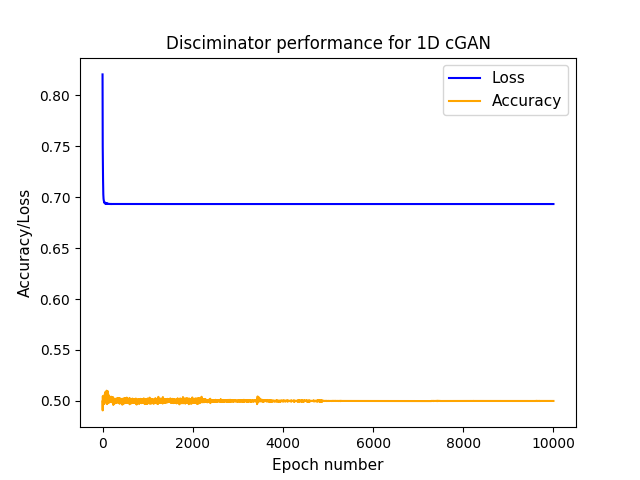 Disciminator performance for 1D cGAN
Loss
Accuracy
Accuracy/Loss
0.80
0.75
0.70
0.65
0.60
0.55
0.50
0 2000 4000 6000 8000 10000
Epoch number